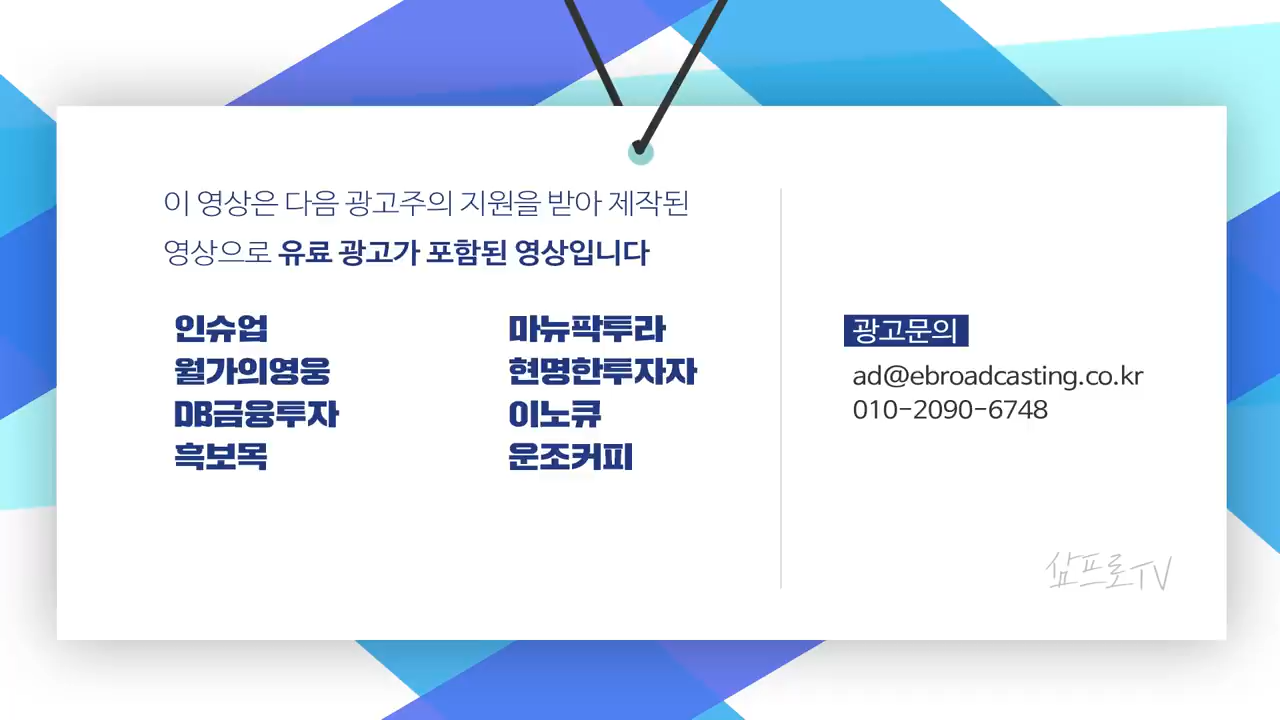 이 영상은 다음 광고주의 지원을 받아 제작된
영상으로 유료 광고가 포함된 영상입니다
인슈업
월가의영웅
DB금융투자
흑보목
마뉴팍투라
현명한투자자
이노큐
운조커피
광고문의
ad@ebroadcasting.co.kr
010-2090-6748
삼프로TV